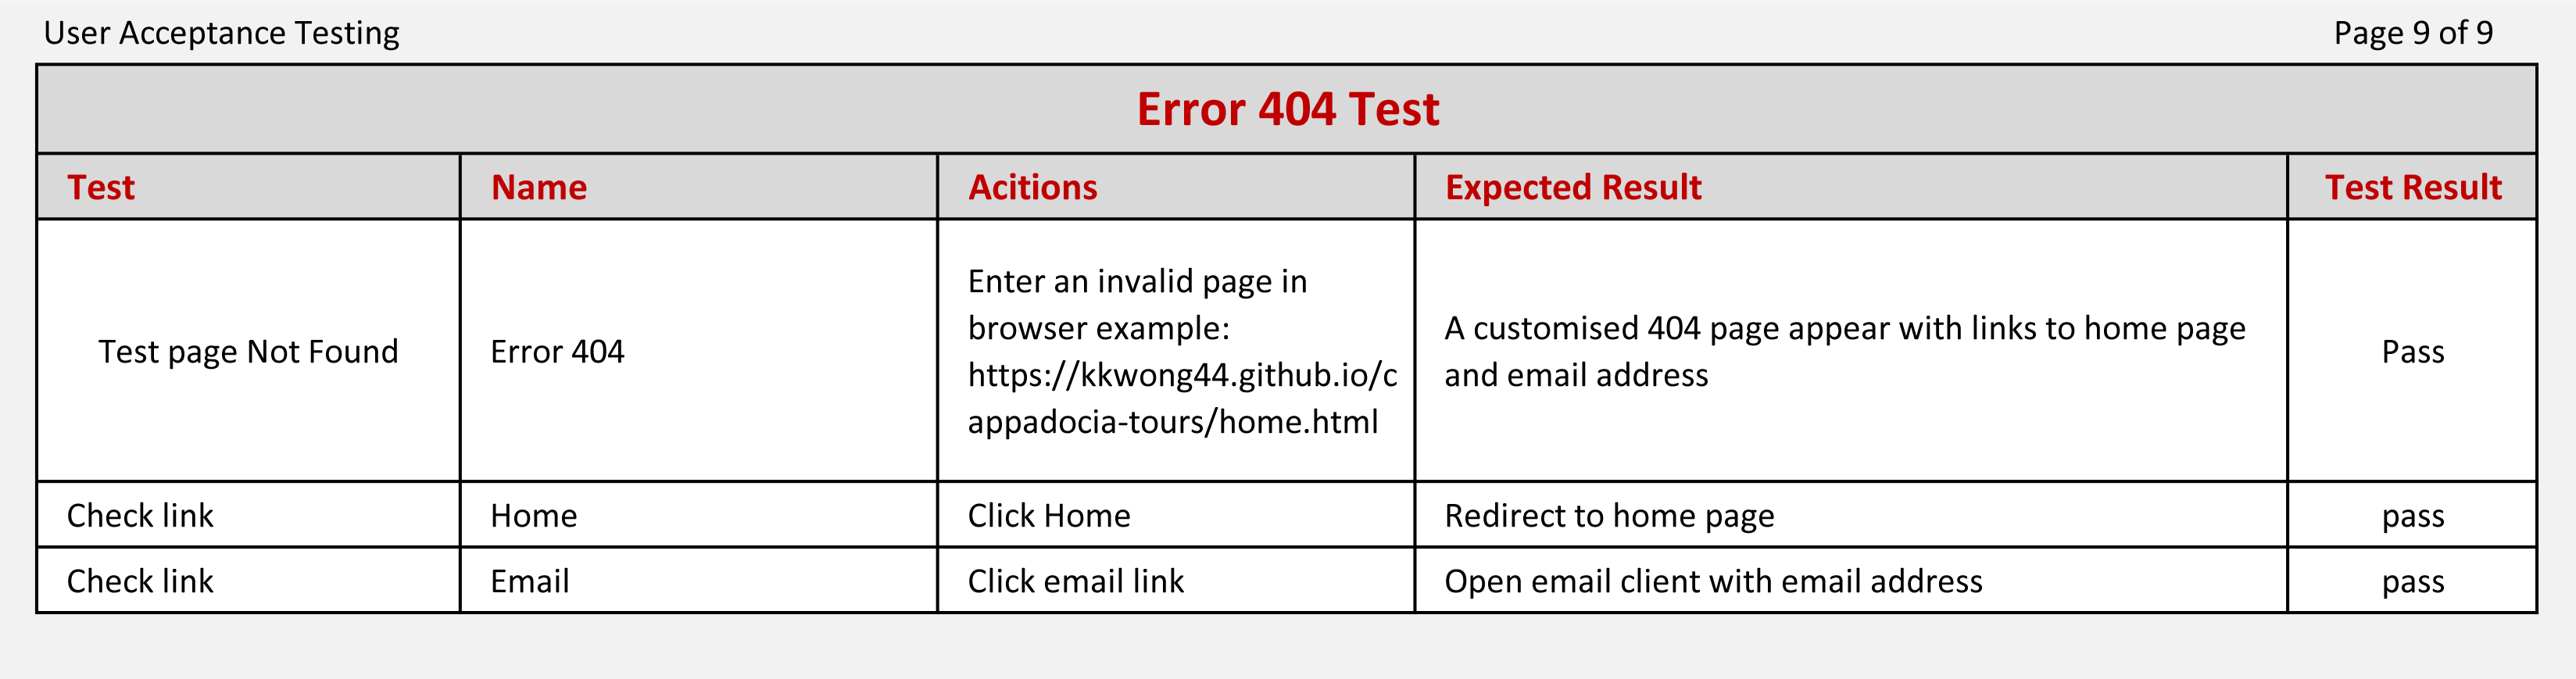 User Acceptance Testing Page 9 of 9
Error 404 Test
Test Name Acitions Expected Result Test Result
Test page Not Found
Error 404
Enter an invalid page in
browser example:
https://kkwong44.github.io/c
appadocia-tours/home.html
A customised 404 page appear with links to home page
and email address
Pass
Check link Home Click Home Redirect to home page pass
Check link Email Click email link Open email client with email address pass